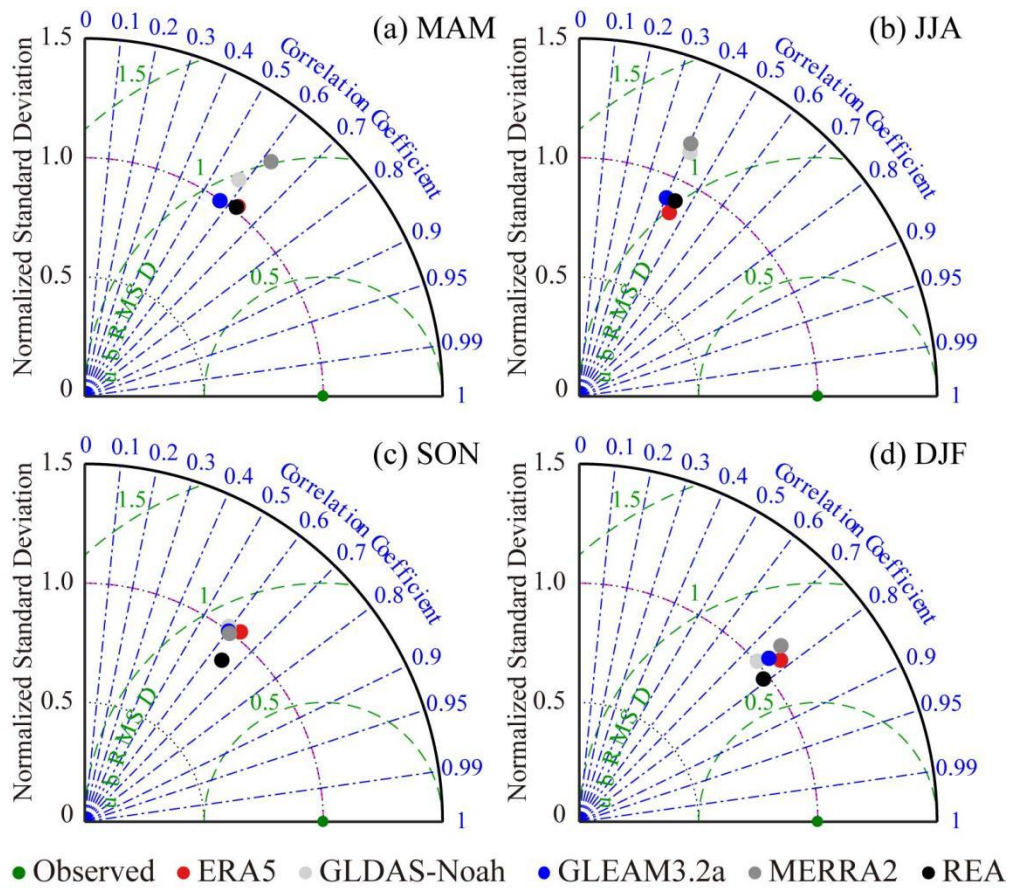 (a) MAM
Normalized Standard Deviation
1.5
1.0
0.5
0
0 0.1 0.2 0.3 0.4 0.5 0.6 0.7 0.8 0.9 0.95 0.99 1
Correlation Coefficient
1.5
1
0.5
ubRMSD
(b) JJA
Normalized Standard Deviation
1.5
1.0
0.5
0
0 0.1 0.2 0.3 0.4 0.5 0.6 0.7 0.8 0.9 0.95 0.99 1
Correlation Coefficient
1.5
1
0.5
ubRMSD
(c) SON
Normalized Standard Deviation
1.5
1.0
0.5
0
0 0.1 0.2 0.3 0.4 0.5 0.6 0.7 0.8 0.9 0.95 0.99 1
Correlation Coefficient
1.5
1
0.5
ubRMSD
(d) DJF
Normalized Standard Deviation
1.5
1.0
0.5
0
0 0.1 0.2 0.3 0.4 0.5 0.6 0.7 0.8 0.9 0.95 0.99 1
Correlation Coefficient
1.5
1
0.5
ubRMSD
Observed ERA5 GLDAS-Noah GLEAM3.2a MERRA2 REA